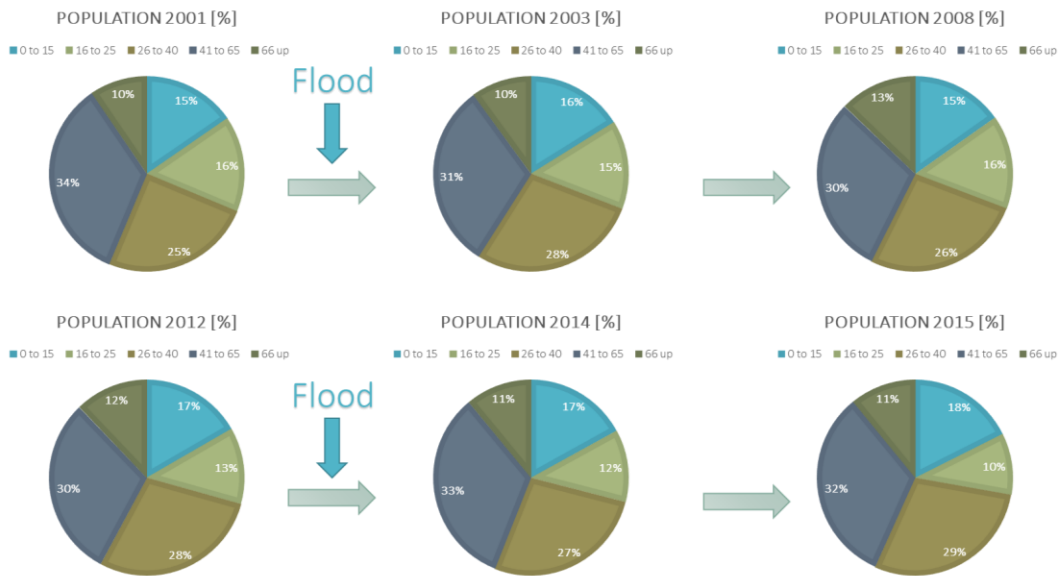 POPULATION 2001 [%]
0 to 15 16 to 25 26 to 40 41 to 65 66 up
10%
15%
16%
34%
25%
Flood
POPULATION 2003 [%]
0 to 15 16 to 25 26 to 40 41 to 65 66 up
10%
16%
15%
31%
28%
POPULATION 2008 [%]
0 to 15 16 to 25 26 to 40 41 to 65 66 up
13%
15%
16%
30%
26%
POPULATION 2012 [%]
0 to 15 16 to 25 26 to 40 41 to 65 66 up
12%
17%
13%
30%
28%
Flood
POPULATION 2014 [%]
0 to 15 16 to 25 26 to 40 41 to 65 66 up
11%
17%
12%
33%
27%
POPULATION 2015 [%]
0 to 15 16 to 25 26 to 40 41 to 65 66 up
11%
18%
10%
32%
29%